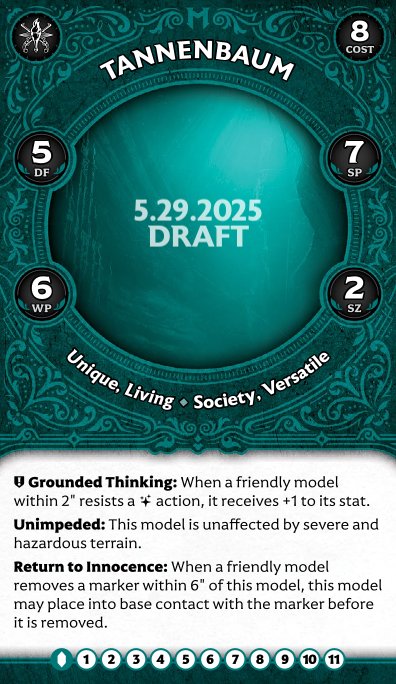 8
COST
TANNENBAUM
5
DF
7
SP
5.29.2025
DRAFT
6
WP
2
SZ
Unique, Living ◆ Society, Versatile
Grounded Thinking: When a friendly model
within 2" resists a action, it receives +1 to its stat.
Unimpeded: This model is unaffected by severe and
hazardous terrain.
Return to Innocence: When a friendly model
removes a marker within 6" of this model, this model
may place into base contact with the marker before
it is removed.
1 2 3 4 5 6 7 8 9 10 11